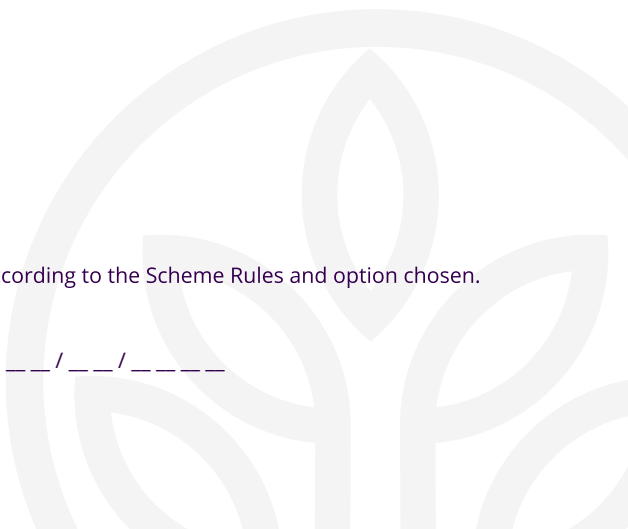 cording to the Scheme Rules and option chosen.
__ __ / __ __ / __ __ __ __